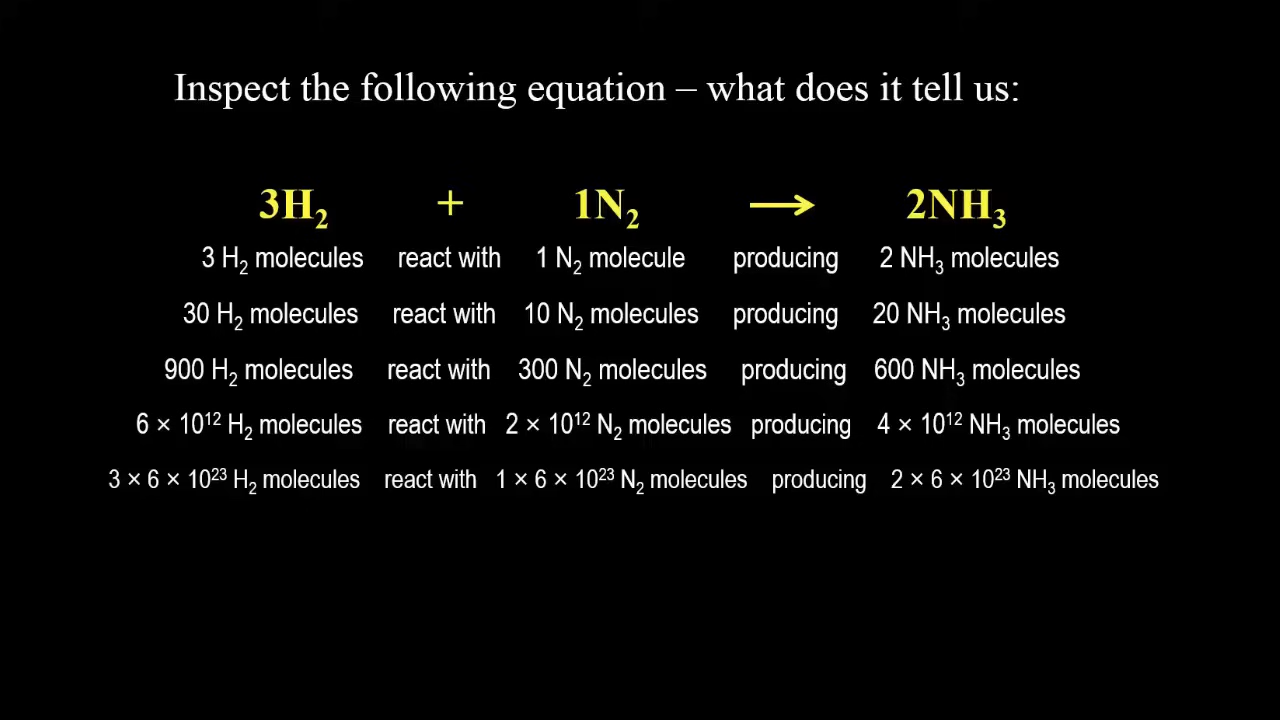 Inspect the following equation – what does it tell us:
3H₂ + 1N₂ ⟶ 2NH₃
3 H₂ molecules react with 1 N₂ molecule producing 2 NH₃ molecules
30 H₂ molecules react with 10 N₂ molecules producing 20 NH₃ molecules
900 H₂ molecules react with 300 N₂ molecules producing 600 NH₃ molecules
6 × 10¹² H₂ molecules react with 2 × 10¹² N₂ molecules producing 4 × 10¹² NH₃ molecules
3 × 6 × 10²³ H₂ molecules react with 1 × 6 × 10²³ N₂ molecules producing 2 × 6 × 10²³ NH₃ molecules